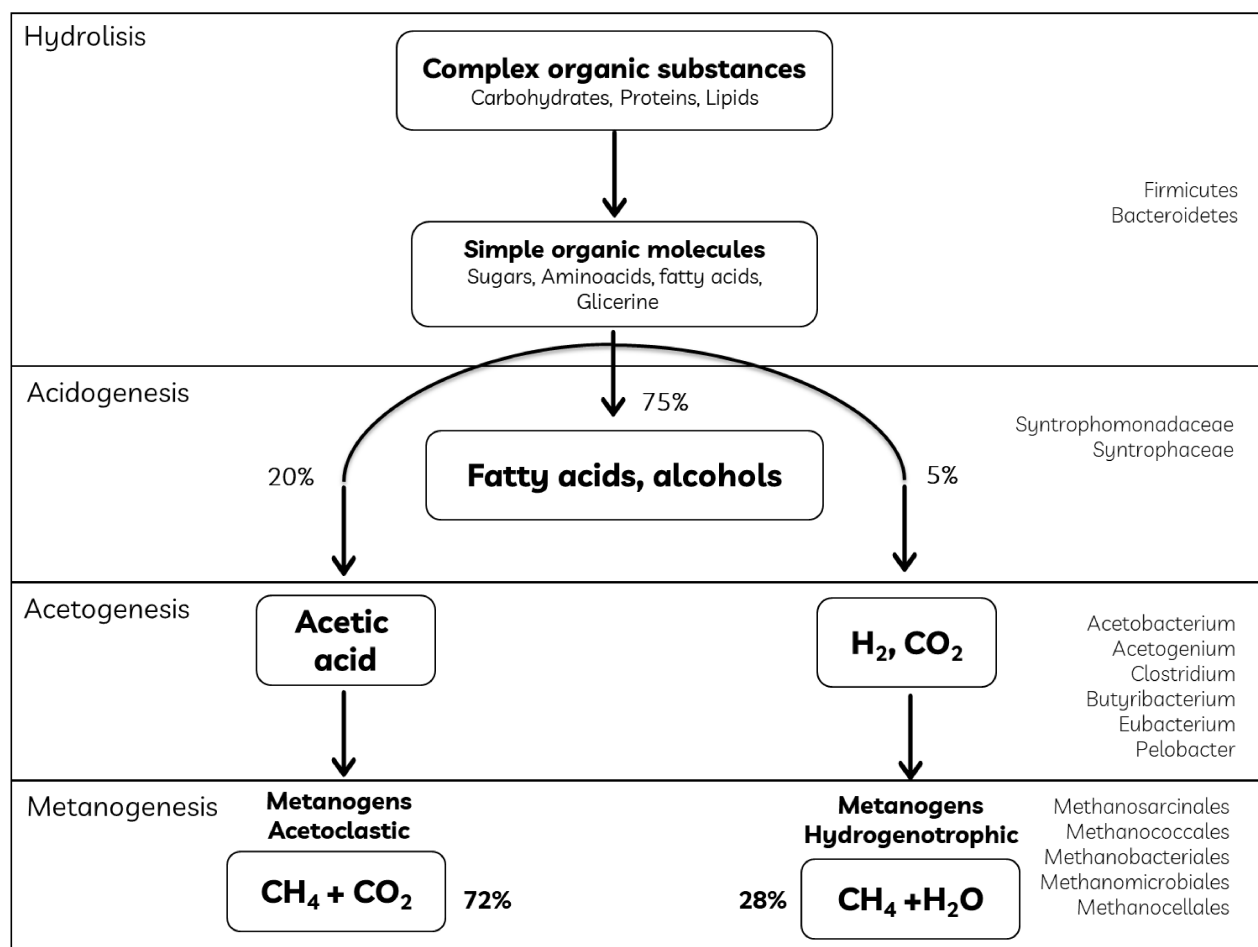 Hydrolisis
Complex organic substances
Carbohydrates, Proteins, Lipids
Firmicutes
Bacteroidetes
Simple organic molecules
Sugars, Aminoacids, fatty acids,
Glicerine
Acidogenesis
75%
Syntrophomonadaceae
Syntrophaceae
20%
Fatty acids, alcohols
5%
Acetogenesis
Acetic
acid
H₂, CO₂
Acetobacterium
Acetogenium
Clostridium
Butyribacterium
Eubacterium
Pelobacter
Metanogenesis
Metanogens
Acetoclastic
Metanogens
Hydrogenotrophic
Methanosarcinales
Methanococcales
Methanobacteriales
Methanomicrobiales
Methanocellales
CH₄ + CO₂
72%
28%
CH₄ +H₂O